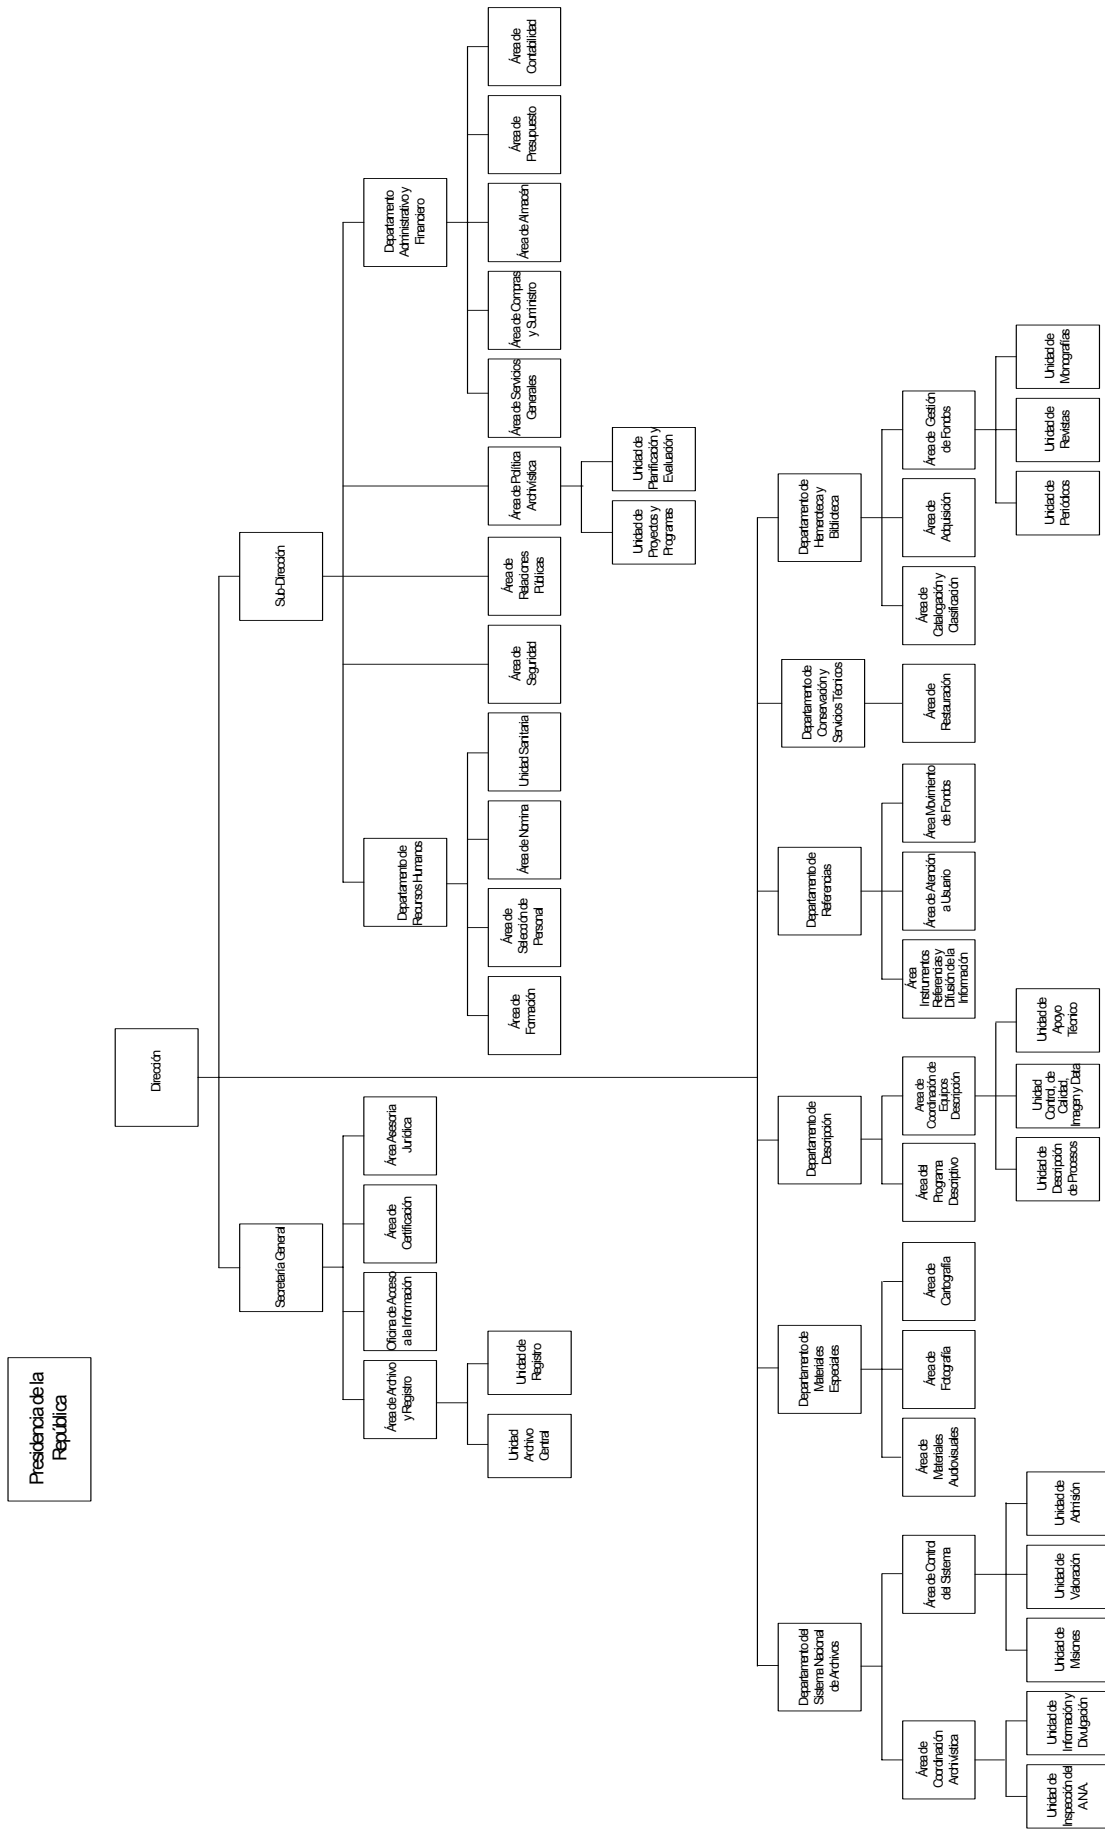 Presidencia de la
República
Dirección
Secretaría General
Sub-Dirección
Área de Archivo
y Registro
Oficina de Acceso
a la Información
Área de
Certificación
Área Asesoria
Jurídica
Unidad
Archivo
Central
Unidad de
Registro
Departamento de
Recursos Humanos
Departamento
Administrativo y
Financiero
Área de
Formación
Área de
Selección de
Personal
Área de Nomina
Unidad Sanitaria
Área de
Seguridad
Área de
Relaciones
Públicas
Área de Política
Archivística
Área de Servicios
Generales
Área de Compras
y Suministro
Área de Almacén
Área de
Presupuesto
Área de
Contabilidad
Unidad de
Proyectos y
Programas
Unidad de
Planificación y
Evaluación
Departamento del
Sistema Nacional
de Archivos
Departamento de
Materiales
Especiales
Departamento de
Descripción
Departamento de
Referencias
Departamento de
Conservación y
Servicios Técnicos
Departamento de
Hemeroteca y
Biblioteca
Área de
Coordinación
Archivística
Área de Control
del Sistema
Área de
Materiales
Audiovisuales
Área de
Fotografía
Área de
Cartografía
Área del
Programa
Descriptivo
Area de
Coordinación de
Equipos
Descripción
Área
Instrumentos
Referencias y
Difusión de la
Información
Área de Atención
a Usuario
Área Movimiento
de Fondos
Área de
Restauración
Área de
Catalogación y
Clasificación
Área de
Adquisición
Área de Gestión
de Fondos
Unidad de
Inspección del
A.N.A.
Unidad de
Información y
Divulgación
Unidad de
Misiones
Unidad de
Valoración
Unidad de
Admisión
Unidad de
Descripción
de Procesos
Unidad
Control, de
Calidad,
Imagen y Data
Unidad de
Apoyo
Técnico
Unidad de
Periódicos
Unidad de
Revistas
Unidad de
Monografías